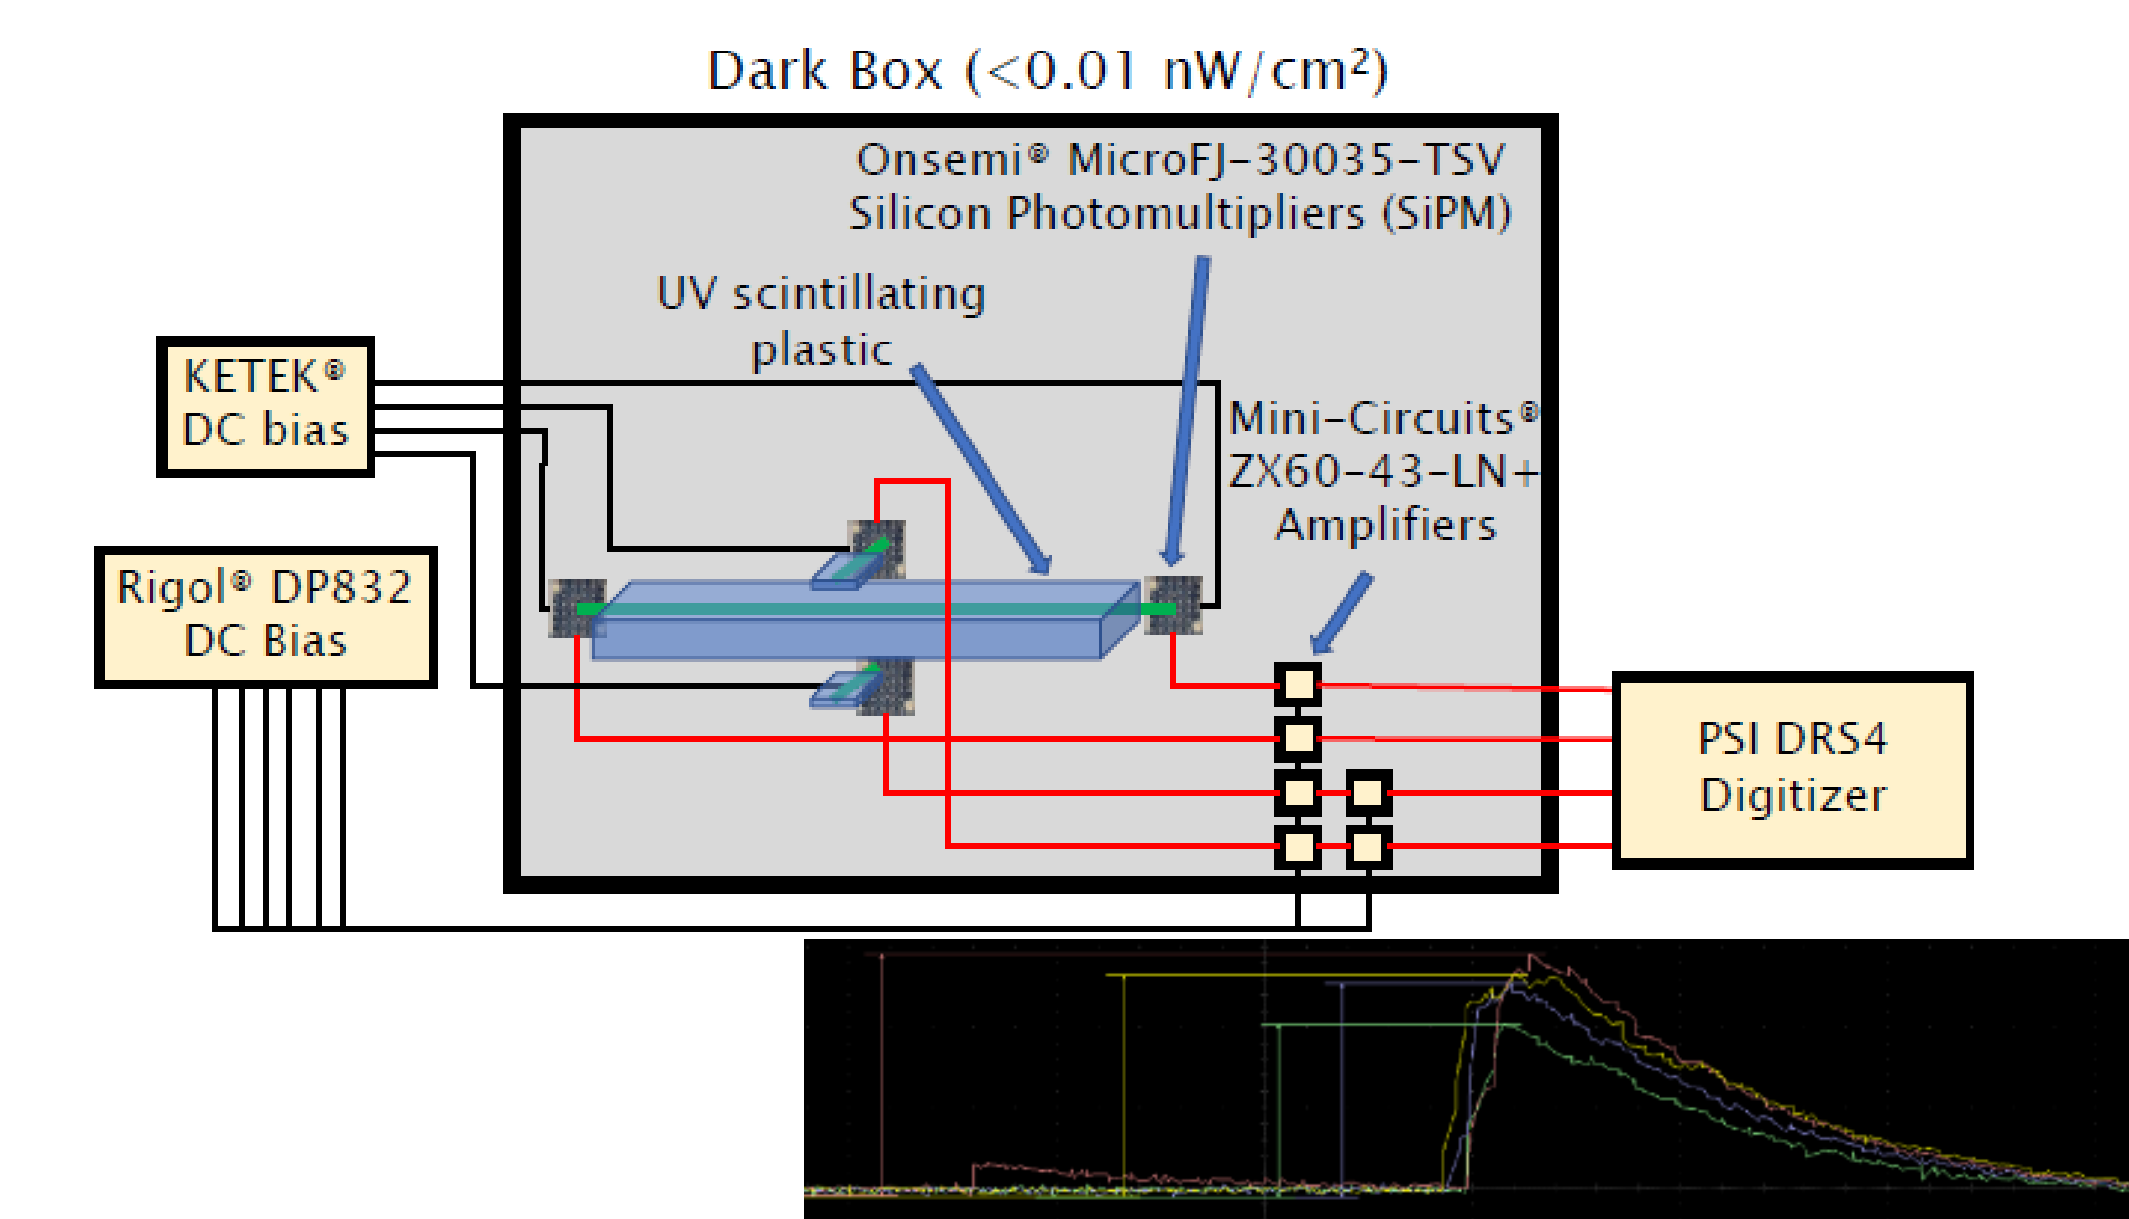 Dark Box (<0.01 nW/cm²)
Onsemi® MicroFJ-30035-TSV
Silicon Photomultipliers (SiPM)
UV scintillating
plastic
KETEK®
DC bias
Mini-Circuits®
ZX60-43-LN+
Amplifiers
Rigol® DP832
DC Bias
PSI DRS4
Digitizer